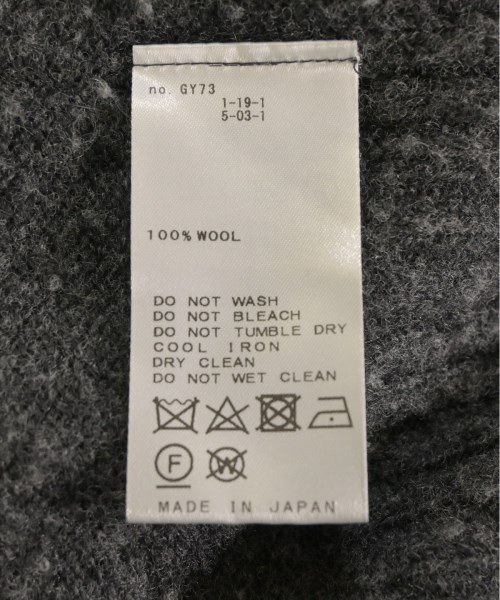 no. GY73
1-19-1
5-03-1
100% WOOL
DO NOT WASH
DO NOT BLEACH
DO NOT TUMBLE DRY
COOL IRON
DRY CLEAN
DO NOT WET CLEAN
F W
MADE IN JAPAN